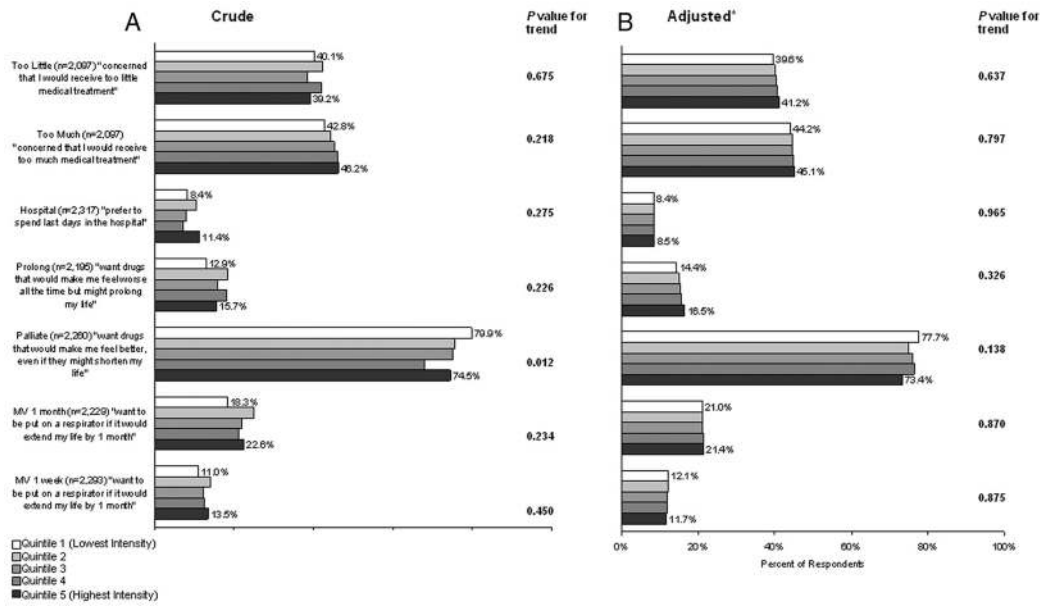 A
Crude
P value for
trend
B
Adjusted*
P value for
trend
Too Little (n=2,097) "concerned
that I would receive too little
medical treatment"
40.1%
39.2%
0.675
39.6%
41.2%
0.637
Too Much (n=2,097)
"concerned that I would receive
too much medical treatment"
42.8%
46.2%
0.218
44.2%
45.1%
0.797
Hospital (n=2,317) "prefer to
spend last days in the hospital"
8.4%
11.4%
0.275
8.4%
8.5%
0.965
Prolong (n=2,195) "want drugs
that would make me feel worse
all the time but might prolong
my life"
12.9%
15.7%
0.226
14.4%
16.5%
0.326
Palliate (n=2,260) "want drugs
that would make me feel better,
even if they might shorten my
life"
79.9%
74.5%
0.012
77.7%
73.4%
0.138
MV 1 month (n=2,229) "want to
be put on a respirator if it would
extend my life by 1 month"
18.3%
22.6%
0.234
21.0%
21.4%
0.870
MV 1 week (n=2,293) "want to
be put on a respirator if it would
extend my life by 1 month"
11.0%
13.5%
0.450
12.1%
11.7%
0.875
Quintile 1 (Lowest Intensity)
Quintile 2
Quintile 3
Quintile 4
Quintile 5 (Highest Intensity)
0%
20%
40%
60%
80%
100%
Percent of Respondents